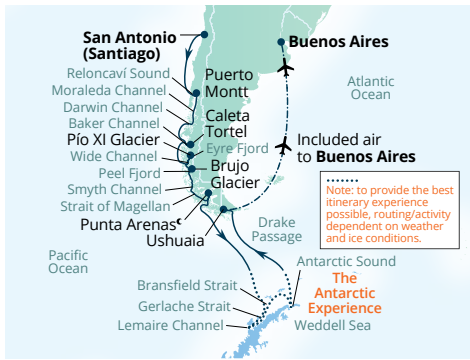 San Antonio
(Santiago)
Buenos Aires
Reloncaví Sound
Moraleda Channel
Darwin Channel
Baker Channel
Pío XI Glacier
Wide Channel
Peel Fjord
Smyth Channel
Strait of Magellan
Punta Arenas☾
Ushuaia
Puerto
Montt
Caleta
Tortel
Eyre Fjord
Brujo
Glacier
Atlantic
Ocean
Included air
to Buenos Aires
Note: to provide the best
itinerary experience
possible, routing/activity
dependent on weather
and ice conditions.
Drake
Passage
Pacific
Ocean
Antarctic Sound
The
Antarctic
Experience
Bransfield Strait
Gerlache Strait
Lemaire Channel
Weddell Sea